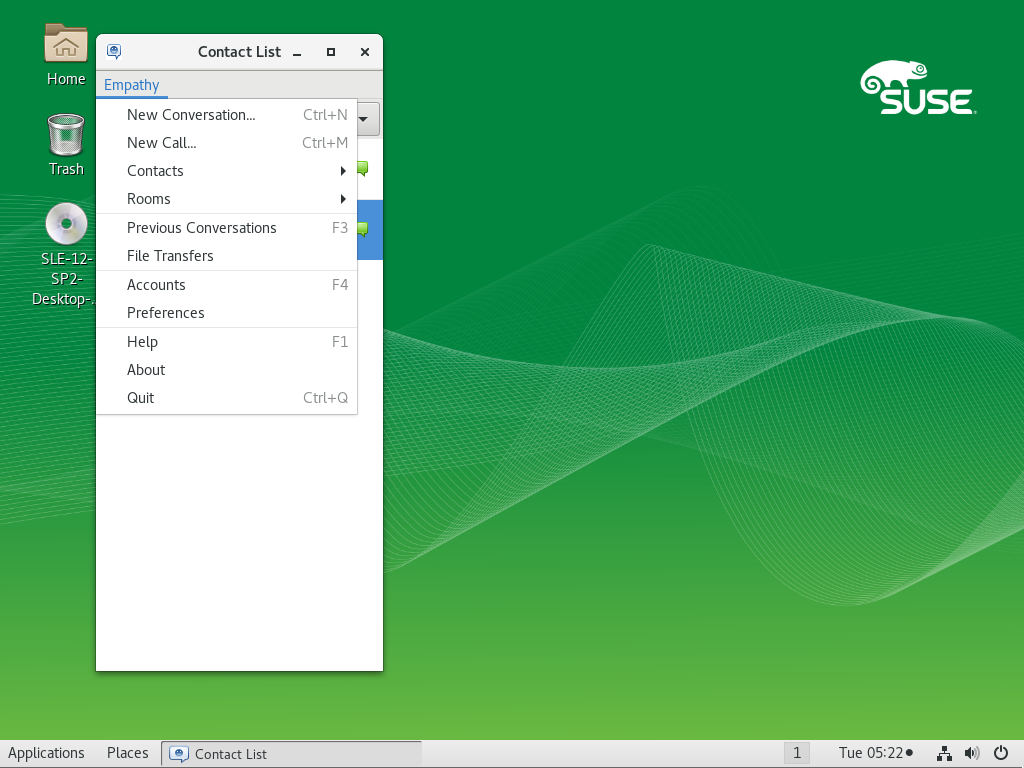 Home
Trash
SLE-12-
SP2-
Desktop-..
Contact List
Empathy
New Conversation... Ctrl+N
New Call... Ctrl+M
Contacts
Rooms
Previous Conversations F3
File Transfers
Accounts F4
Preferences
Help F1
About
Quit Ctrl+Q
SUSE
Applications Places Contact List 1 Tue 05:22